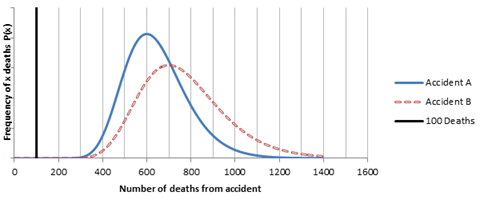 Frequency of x deaths P(x)
0 200 400 600 800 1000 1200 1400 1600
Number of deaths from accident
Accident A
Accident B
100 Deaths